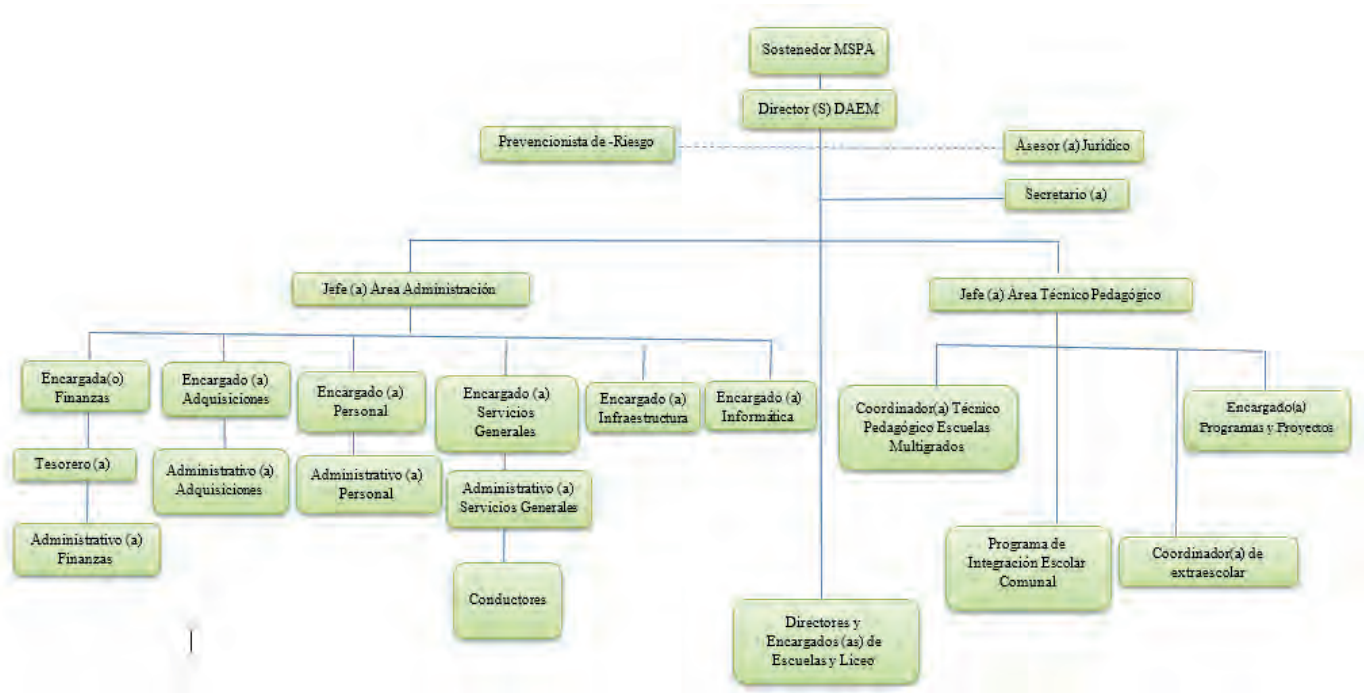 Sostenedor MSPA
Director (S) DAEM
Prevencionista de -Riesgo
Asesor (a) Jurídico
Secretario (a)
Jefe (a) Area Administración
Jefe (a) Area Técnico Pedagógico
Encargada(o)
Finanzas
Encargado (a)
Adquisiciones
Encargado (a)
Personal
Encargado (a)
Servicios
Generales
Encargado (a)
Infraestructura
Encargado (a)
Informática
Coordinador(a) Técnico
Pedagógico Escuelas
Multigrados
Encargado(a)
Programas y Proyectos
Tesorero (a)
Administrativo (a)
Adquisiciones
Administrativo (a)
Personal
Administrativo (a)
Servicios Generales
Administrativo (a)
Finanzas
Programa de
Integración Escolar
Comunal
Coordinador(a) de
extraescolar
Conductores
Directores y
Encargados (as) de
Escuelas y Liceo